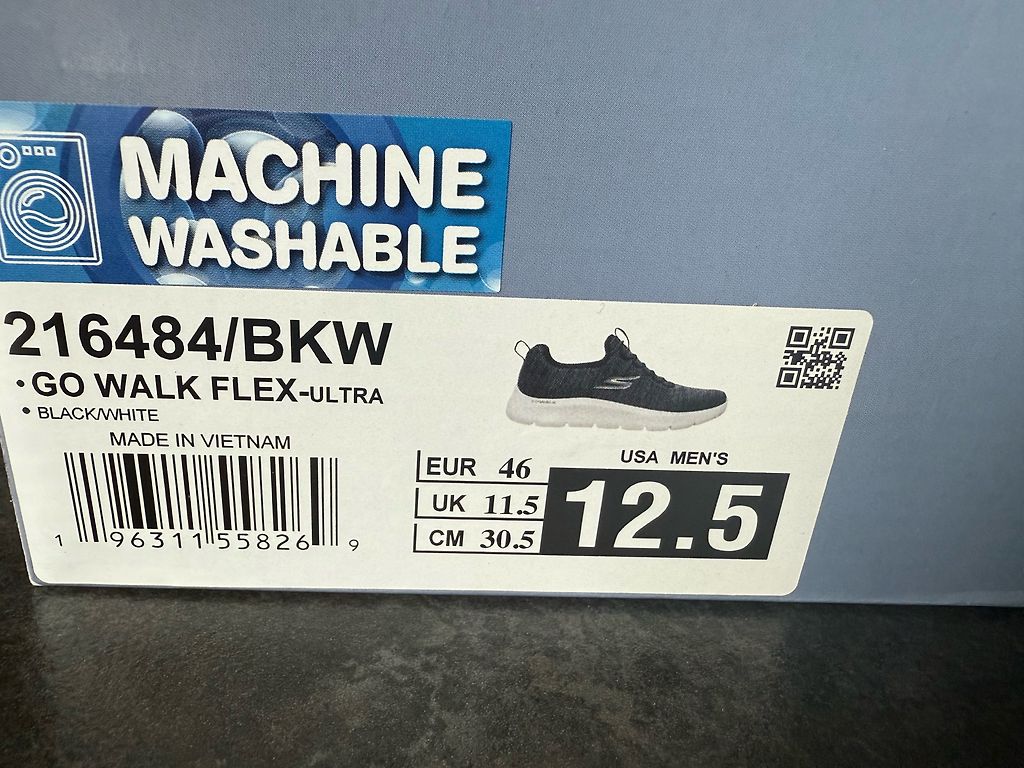 MACHINE
WASHABLE
216484/BKW
• GO WALK FLEX-ULTRA
• BLACK/WHITE
MADE IN VIETNAM
1 96311 55826 9
USA MEN'S
EUR 46
UK 11.5
CM 30.5
12.5